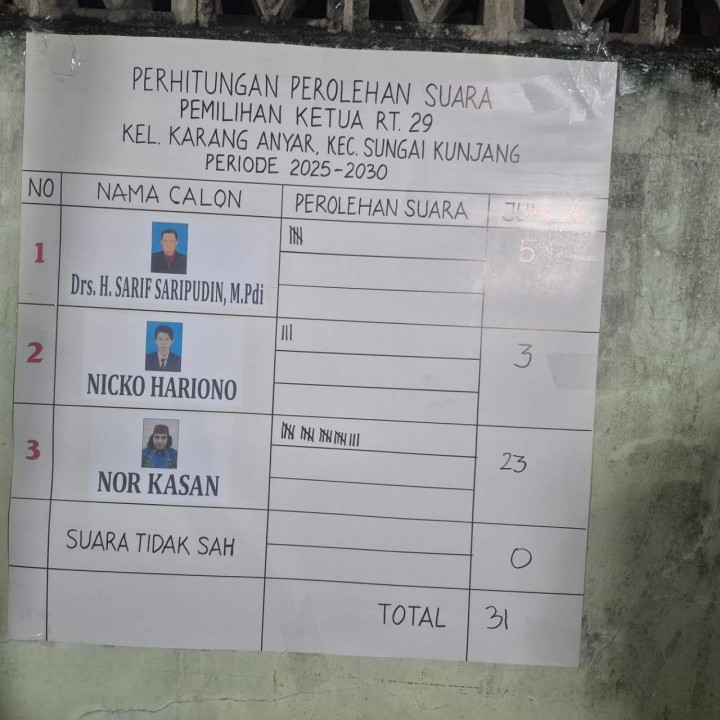 PERHITUNGAN PEROLEHAN SUARA
PEMILIHAN KETUA RT. 29
KEL. KARANG ANYAR, KEC. SUNGAI KUNJANG
PERIODE 2025-2030
NO NAMA CALON PEROLEHAN SUARA
1 Drs. H. SARIF SARIPUDIN, M.Pdi 5
2 NICKO HARIONO 3
3 NOR KASAN 23
SUARA TIDAK SAH 0
TOTAL 31